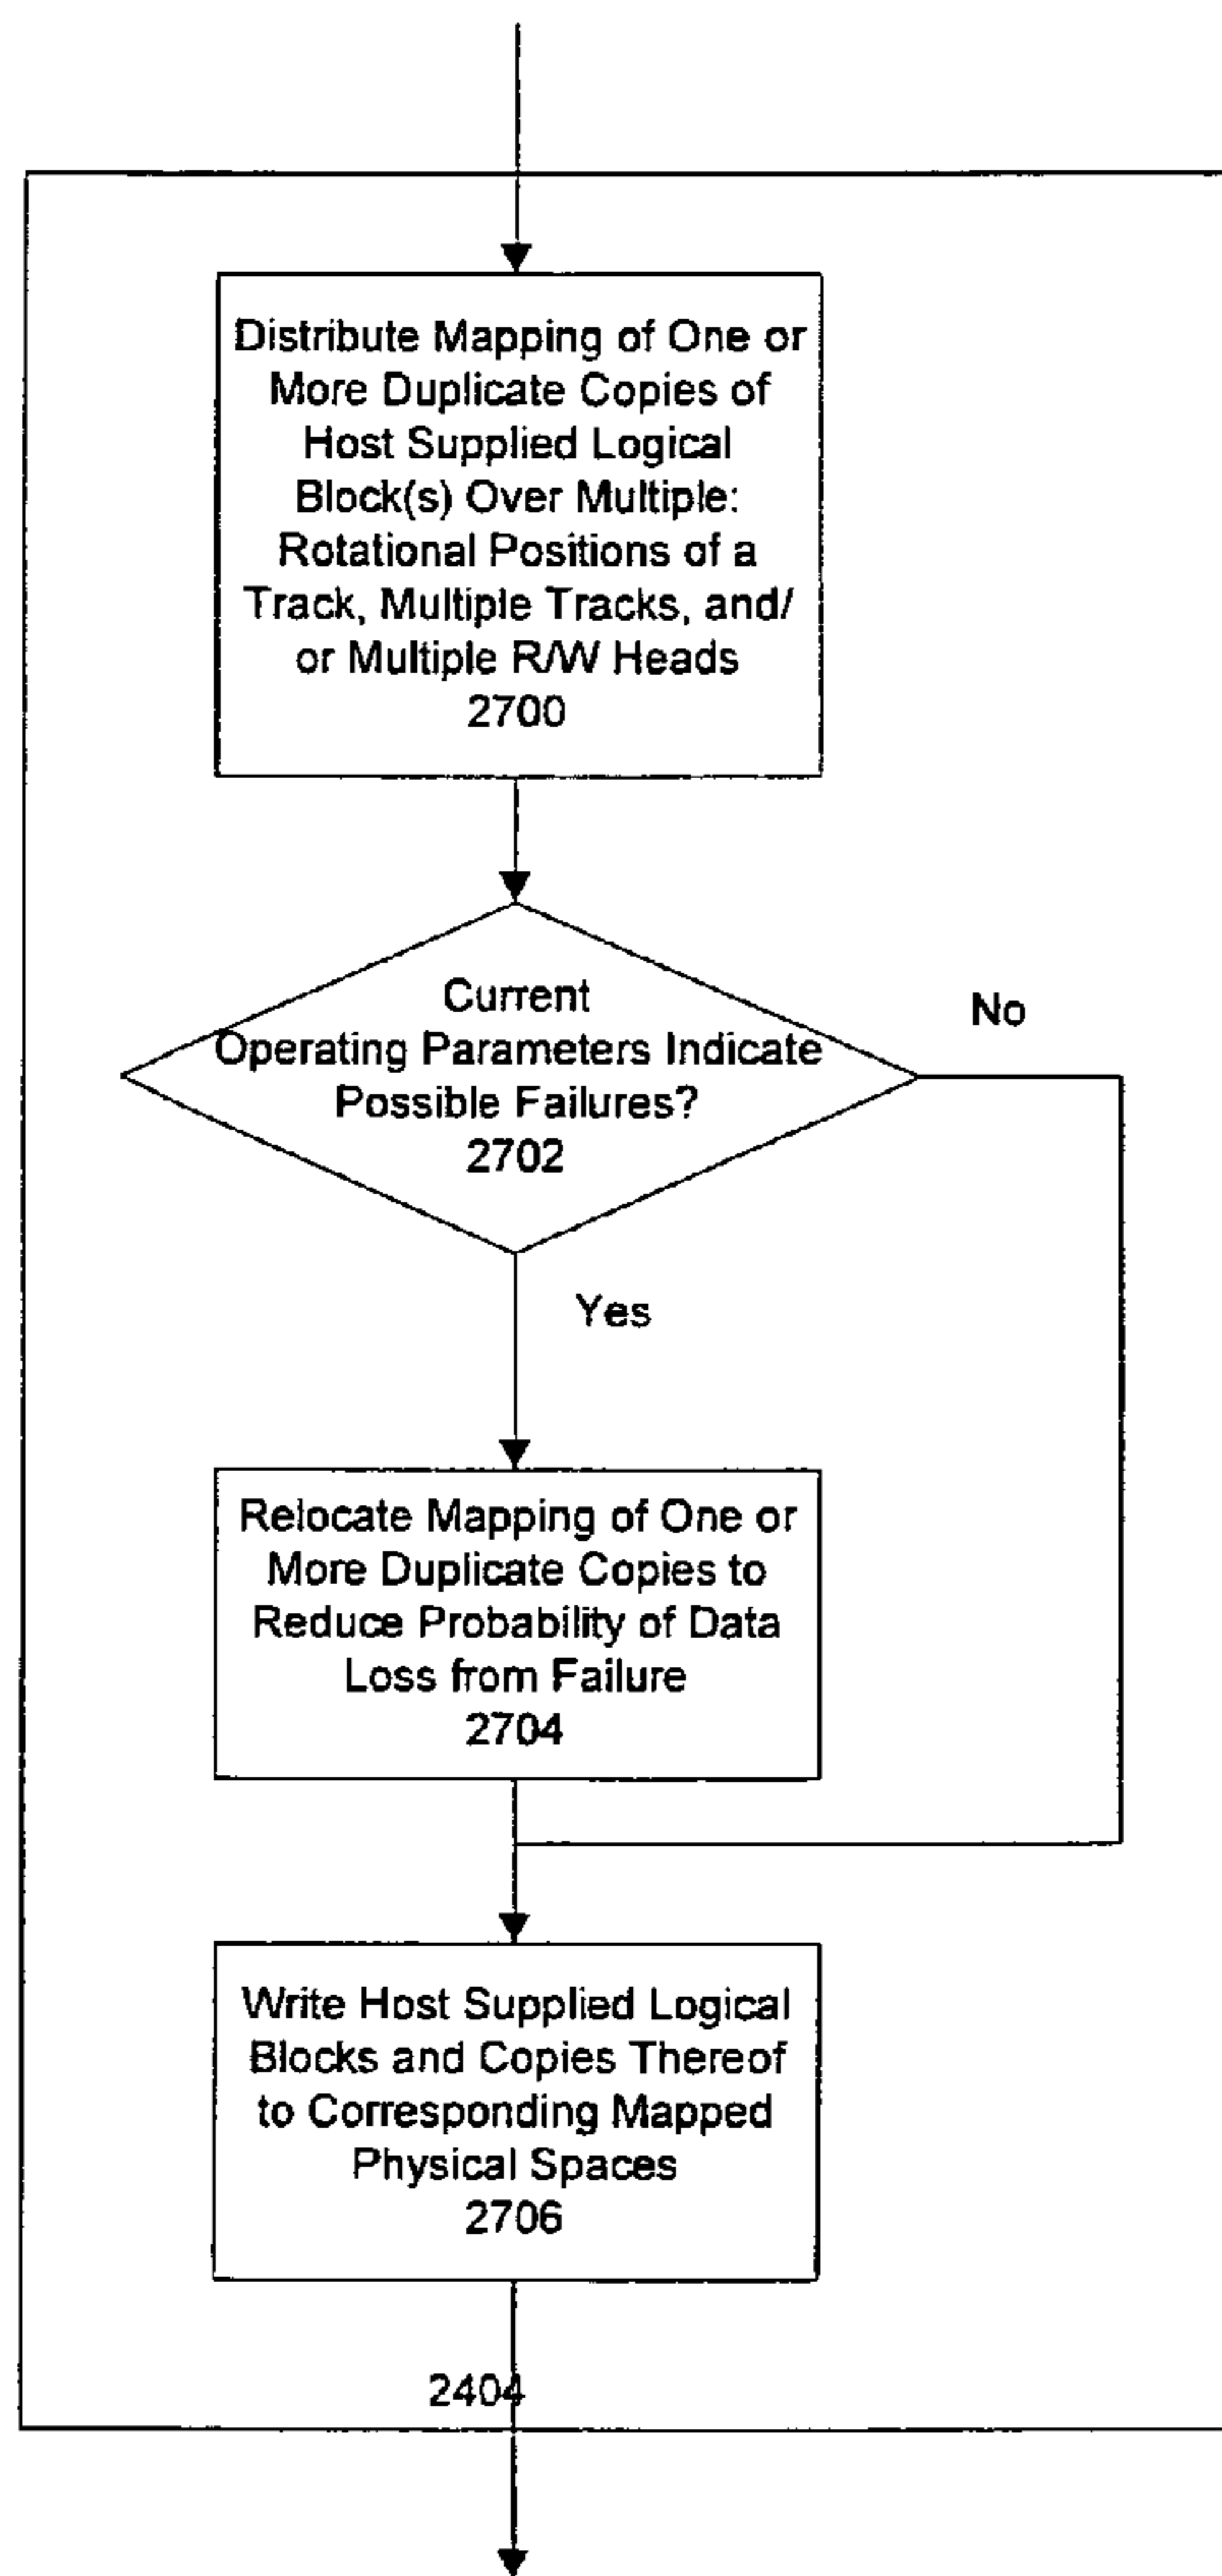 Distribute Mapping of One or
More Duplicate Copies of
Host Supplied Logical
Block(s) Over Multiple:
Rotational Positions of a
Track, Multiple Tracks, and/
or Multiple R/W Heads
2700
Current
Operating Parameters Indicate
Possible Failures?
2702
No
Yes
Relocate Mapping of One or
More Duplicate Copies to
Reduce Probability of Data
Loss from Failure
2704
Write Host Supplied Logical
Blocks and Copies Thereof
to Corresponding Mapped
Physical Spaces
2706
2404